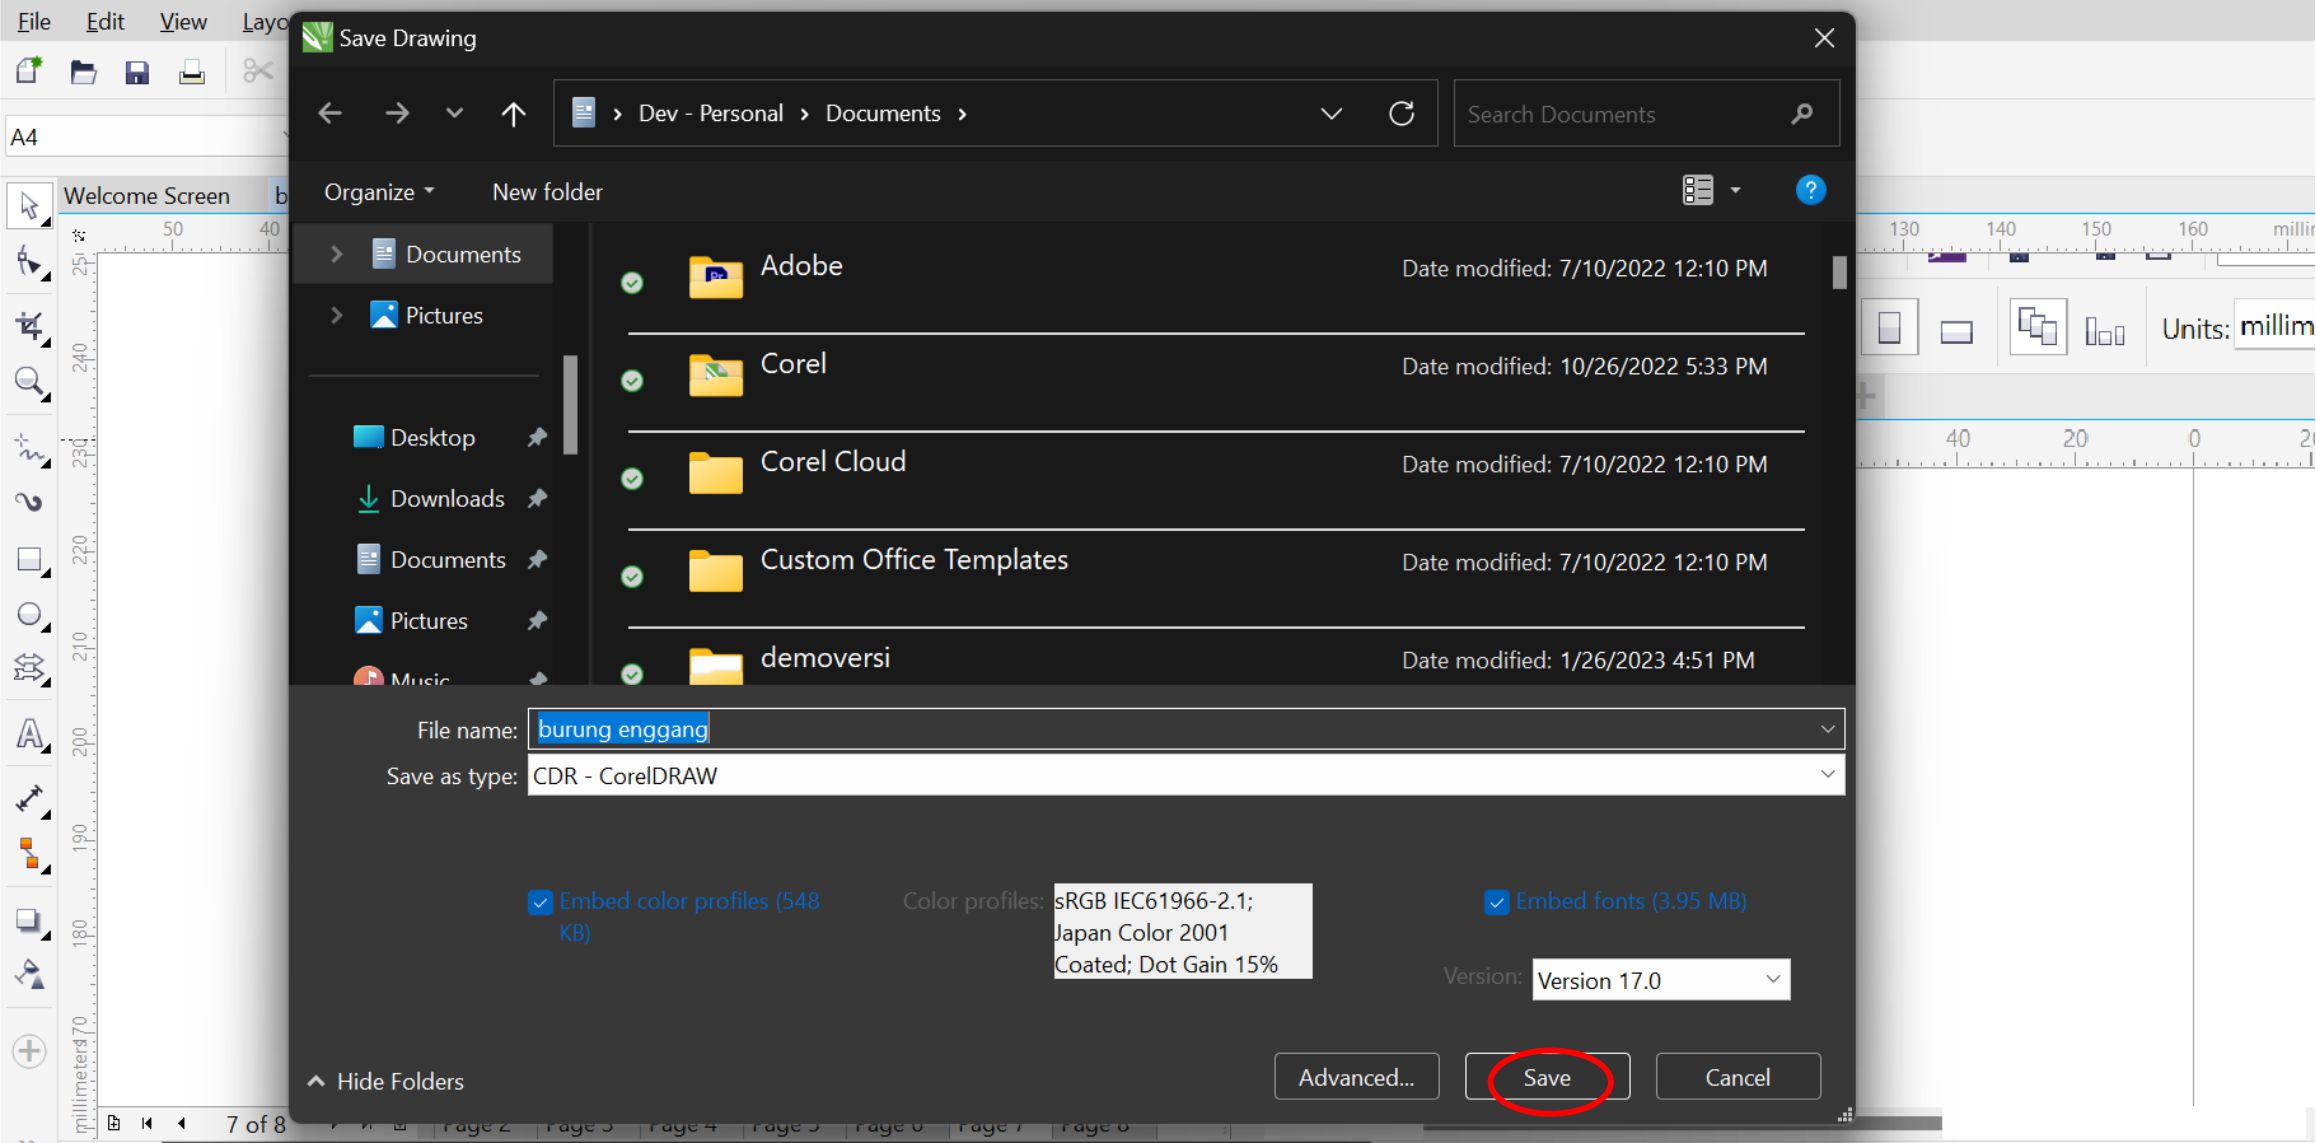 File Edit View Layo
Save Drawing
A4
Dev - Personal Documents
Search Documents
Organize
New folder
Welcome Screen b
50 40
130 140 150 160 millir
Documents
Pictures
Desktop
Downloads
Documents
Pictures
Music
Adobe
Date modified: 7/10/2022 12:10 PM
Corel
Date modified: 10/26/2022 5:33 PM
Corel Cloud
Date modified: 7/10/2022 12:10 PM
Custom Office Templates
Date modified: 7/10/2022 12:10 PM
demoversi
Date modified: 1/26/2023 4:51 PM
Units: millim
40 20 0
240
230
220
210
200
190
180
170
millimeters
File name: burung enggang
Save as type: CDR - CorelDRAW
Embed color profiles (548
KB)
Color profiles: sRGB IEC61966-2.1;
Japan Color 2001
Coated; Dot Gain 15%
Embed fonts (3.95 MB)
Version: Version 17.0
Hide Folders
Advanced... Save Cancel
7 of 8 Page 2 Page 3 Page 4 Page 5 Page 6 Page 7 Page 8